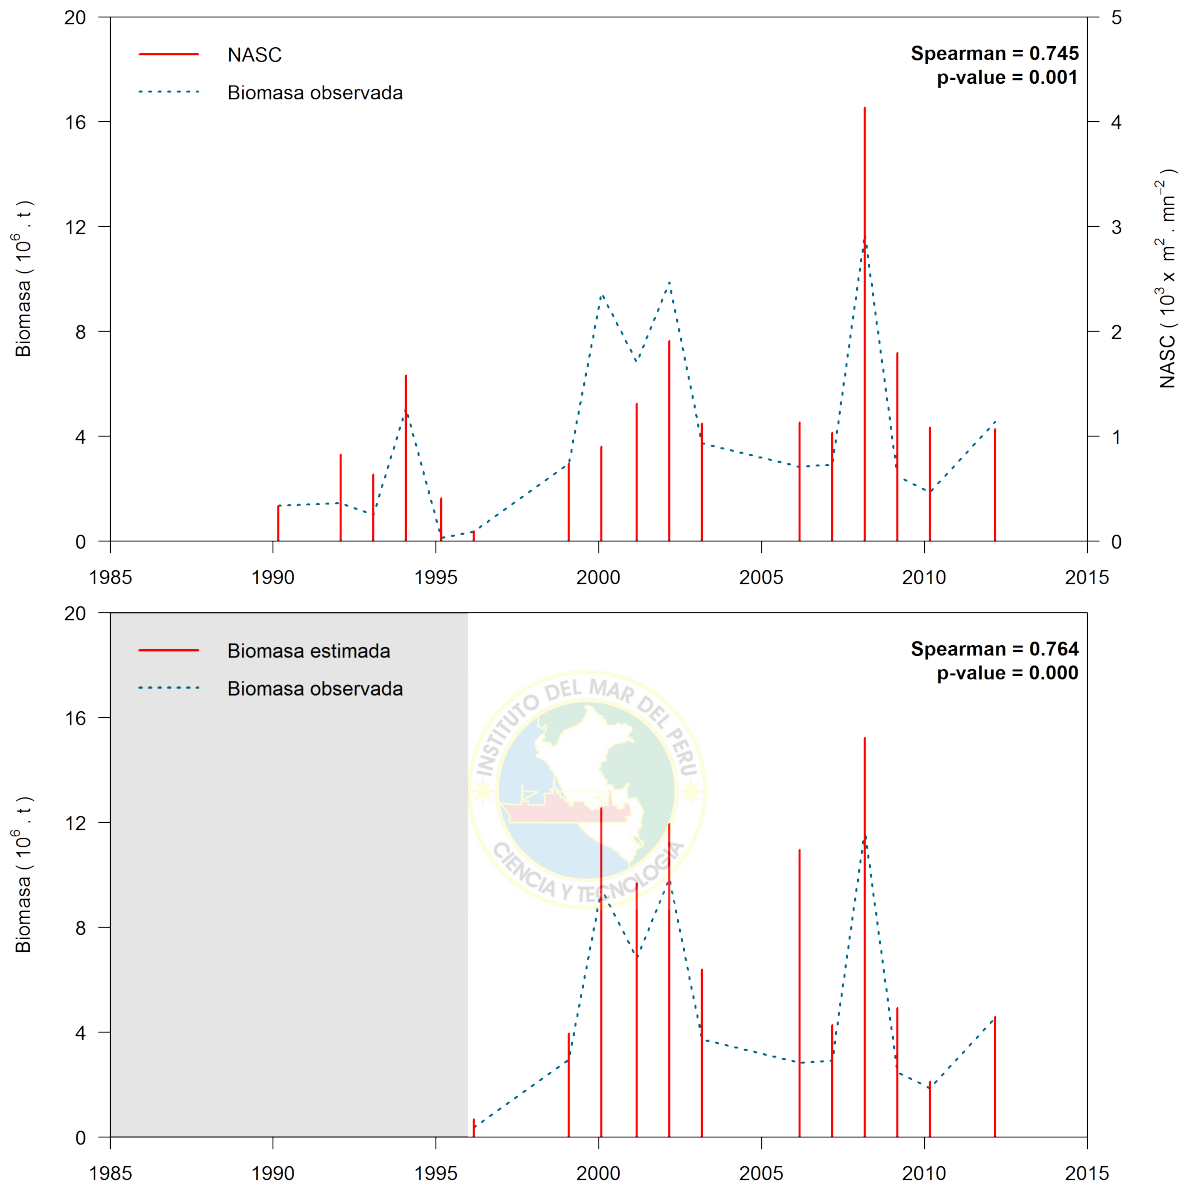 20
16
12
8
4
0
Biomasa ( 10⁶ . t )
NASC
Biomasa observada
Spearman = 0.745
p-value = 0.001
5
4
3
2
1
0
NASC ( 10³ x m² . mn⁻² )
1985 1990 1995 2000 2005 2010 2015
20
16
12
8
4
0
Biomasa ( 10⁶ . t )
Biomasa estimada
Biomasa observada
Spearman = 0.764
p-value = 0.000
INSTITUTO DEL MAR DEL PERU
CIENCIA Y TECNOLOGIA
1985 1990 1995 2000 2005 2010 2015